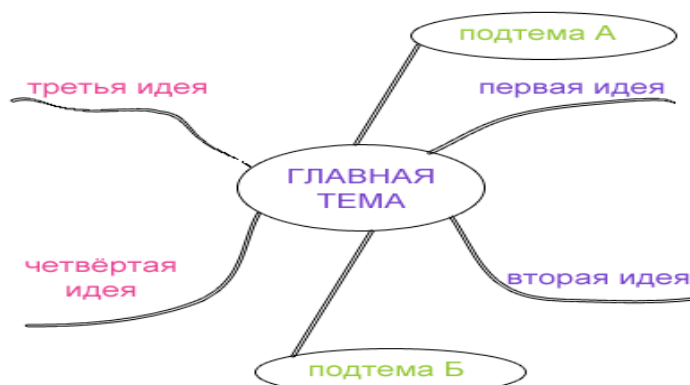 подтема А
третья идея
первая идея
ГЛАВНАЯ
ТЕМА
четвёртая
идея
вторая идея
подтема Б